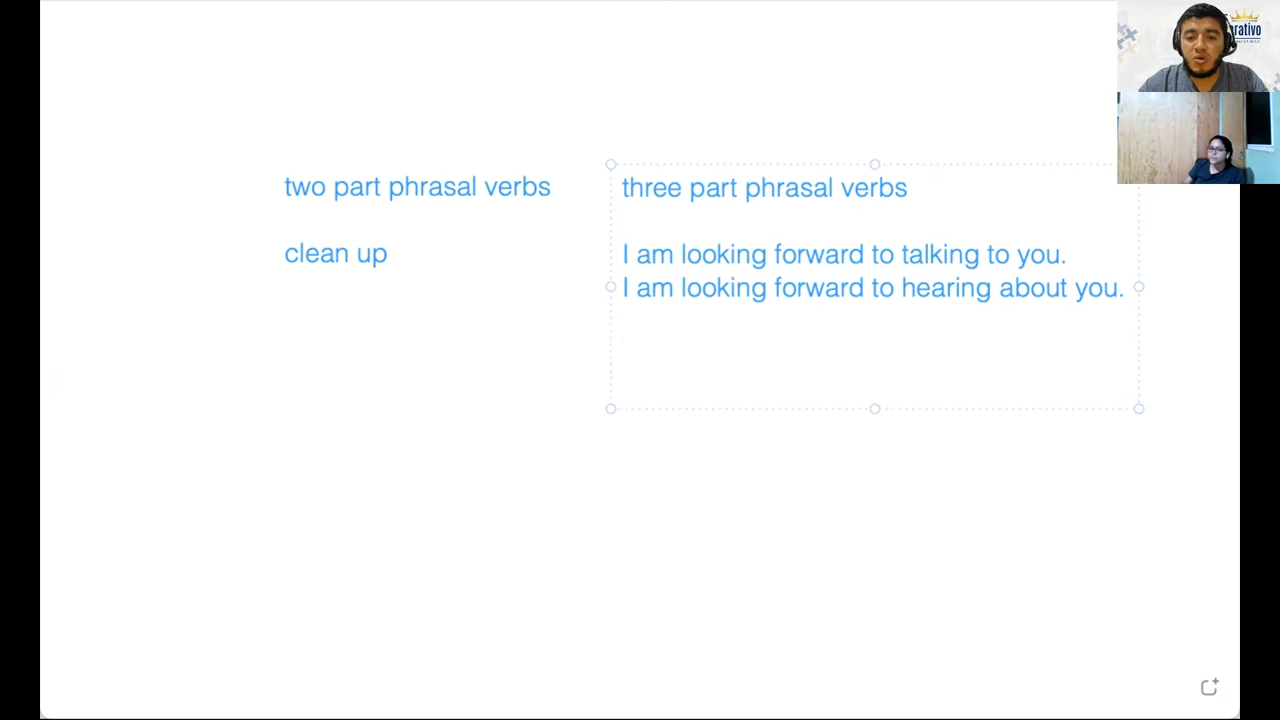 two part phrasal verbs
clean up
three part phrasal verbs
I am looking forward to talking to you.
I am looking forward to hearing about you.